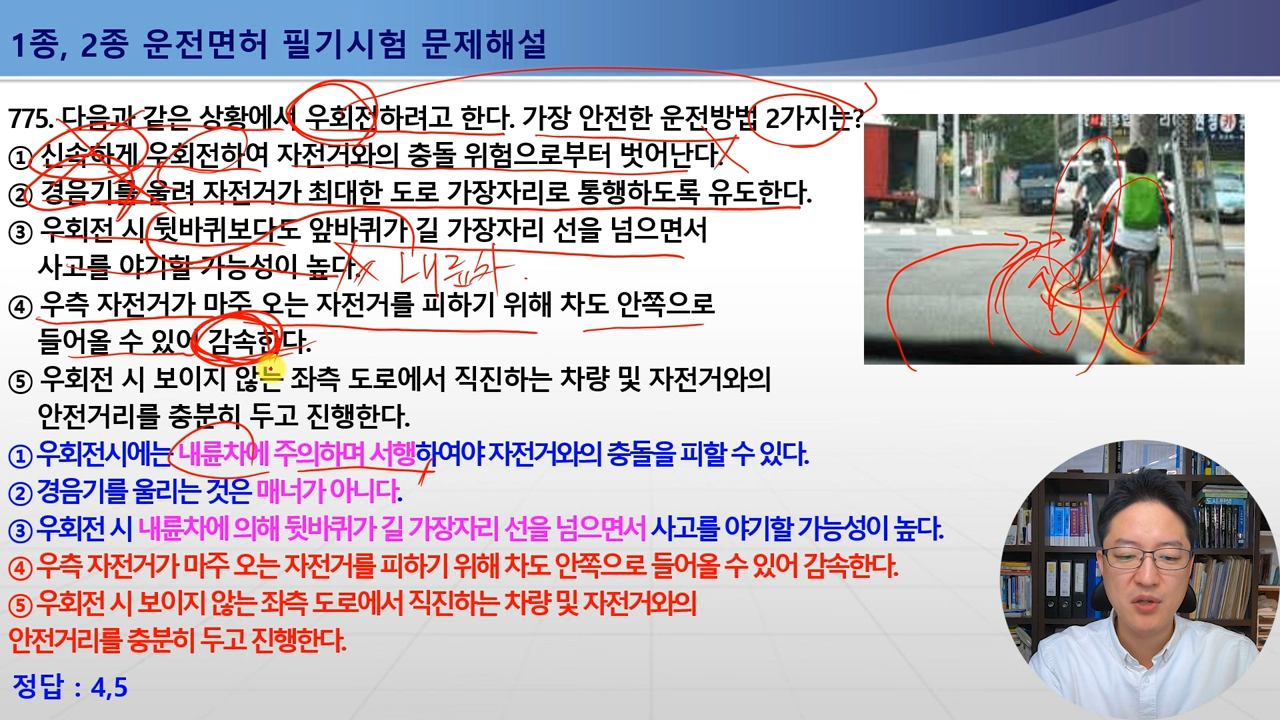 1종, 2종 운전면허 필기시험 문제해설
775. 다음과 같은 상황에서 우회전하려고 한다. 가장 안전한 운전방법 2가지는?
① 신속하게 우회전하여 자전거와의 충돌 위험으로부터 벗어난다.
② 경음기를 울려 자전거가 최대한 도로 가장자리로 통행하도록 유도한다.
③ 우회전 시 뒷바퀴보다도 앞바퀴가 길 가장자리 선을 넘으면서
사고를 야기할 가능성이 높다.
내륜차.
④ 우측 자전거가 마주 오는 자전거를 피하기 위해 차도 안쪽으로
들어올 수 있어 감속한다.
⑤ 우회전 시 보이지 않는 좌측 도로에서 직진하는 차량 및 자전거와의
안전거리를 충분히 두고 진행한다.
① 우회전시에는 내륜차에 주의하며 서행하여야 자전거와의 충돌을 피할 수 있다.
② 경음기를 울리는 것은 매너가 아니다.
③ 우회전 시 내륜차에 의해 뒷바퀴가 길 가장자리 선을 넘으면서 사고를 야기할 가능성이 높다.
④ 우측 자전거가 마주 오는 자전거를 피하기 위해 차도 안쪽으로 들어올 수 있어 감속한다.
⑤ 우회전 시 보이지 않는 좌측 도로에서 직진하는 차량 및 자전거와의
안전거리를 충분히 두고 진행한다.
정답 : 4,5